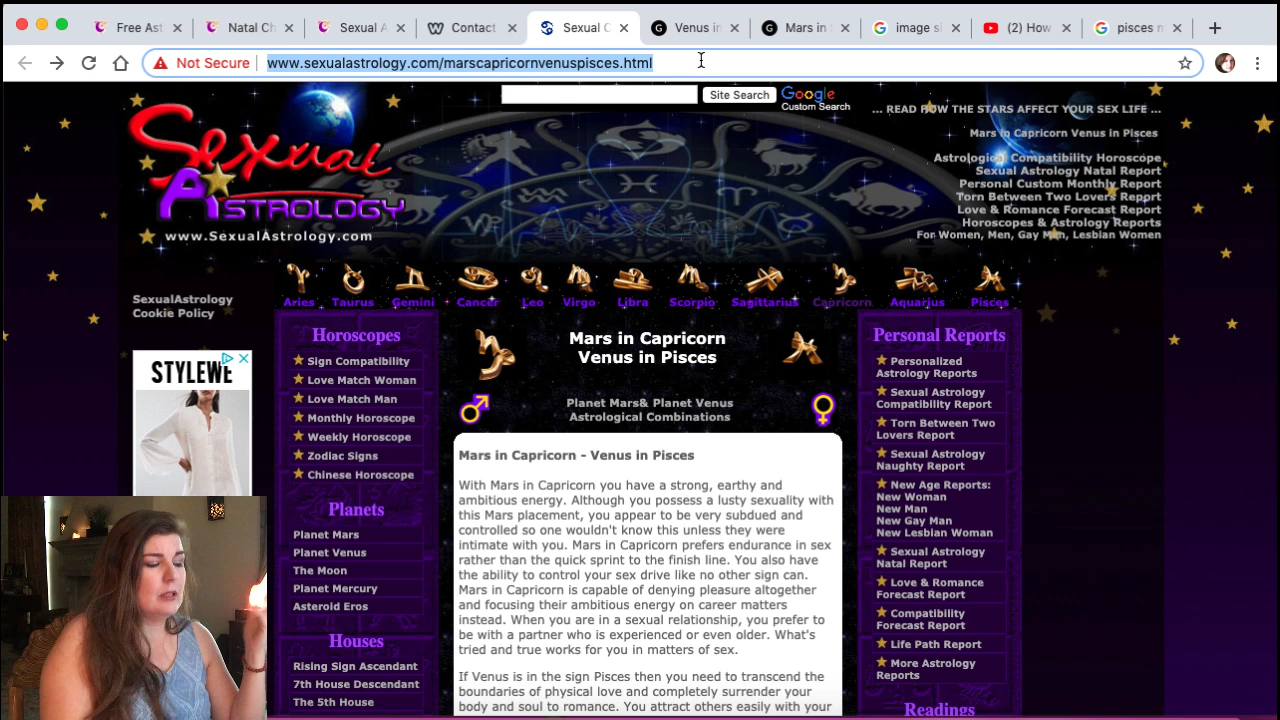 Free Ast
Natal Ch
Sexual A
Contact
Sexual C
Venus in
Mars in
image si
(2) How
pisces n
Not Secure
www.sexualastrology.com/marscapricornvenuspisces.html
Site Search
Google
Custom Search
... READ HOW THE STARS AFFECT YOUR SEX LIFE ...
Mars in Capricorn Venus in Pisces
Astrological Compatibility Horoscope
Sexual Astrology Natal Report
Personal Custom Monthly Report
Torn Between Two Lovers Report
Love & Romance Forecast Report
Horoscopes & Astrology Reports
For Women, Men, Gay Men, Lesbian Women
Sexual
Astrology
www.SexualAstrology.com
Aries
Taurus
Gemini
Cancer
Leo
Virgo
Libra
Scorpio
Sagittarius
Capricorn
Aquarius
Pisces
SexualAstrology
Cookie Policy
STYLEWE
Horoscopes
Sign Compatibility
Love Match Woman
Love Match Man
Monthly Horoscope
Weekly Horoscope
Zodiac Signs
Chinese Horoscope
Planets
Planet Mars
Planet Venus
The Moon
Planet Mercury
Asteroid Eros
Houses
Rising Sign Ascendant
7th House Descendant
The 5th House
Mars in Capricorn
Venus in Pisces
Planet Mars& Planet Venus
Astrological Combinations
Mars in Capricorn - Venus in Pisces
With Mars in Capricorn you have a strong, earthy and
ambitious energy. Although you possess a lusty sexuality with
this Mars placement, you appear to be very subdued and
controlled so one wouldn't know this unless they were
intimate with you. Mars in Capricorn prefers endurance in sex
rather than the quick sprint to the finish line. You also have
the ability to control your sex drive like no other sign can.
Mars in Capricorn is capable of denying pleasure altogether
and focusing their ambitious energy on career matters
instead. When you are in a sexual relationship, you prefer to
be with a partner who is experienced or even older. What's
tried and true works for you in matters of sex.
If Venus is in the sign Pisces then you need to transcend the
boundaries of physical love and completely surrender your
body and soul to romance. You attract others easily with your
Personal Reports
Personalized
Astrology Reports
Sexual Astrology
Compatibility Report
Torn Between Two
Lovers Report
Sexual Astrology
Naughty Report
New Age Reports:
New Woman
New Man
New Gay Man
New Lesbian Woman
Sexual Astrology
Natal Report
Love & Romance
Forecast Report
Compatibility
Forecast Report
Life Path Report
More Astrology
Reports
Readings